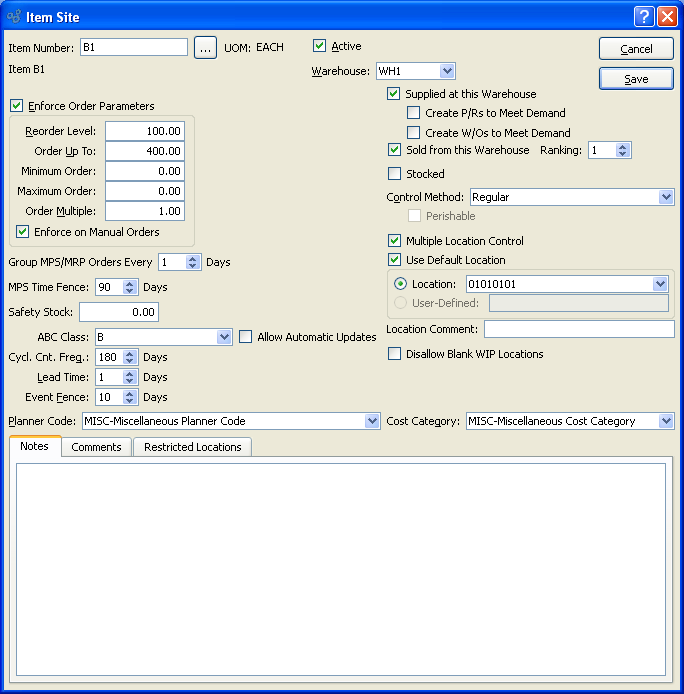 Item Site
Item Number: B1 ... UOM: EACH
Active
Cancel
Item B1
Warehouse: WH1
Save
Supplied at this Warehouse
Create P/Rs to Meet Demand
Create W/Os to Meet Demand
Sold from this Warehouse Ranking: 1
Stocked
Control Method: Regular
Perishable
Multiple Location Control
Use Default Location
Location: 01010101
User-Defined:
Location Comment:
Disallow Blank WIP Locations
Enforce Order Parameters
Reorder Level: 100.00
Order Up To: 400.00
Minimum Order: 0.00
Maximum Order: 0.00
Order Multiple: 1.00
Enforce on Manual Orders
Group MPS/MRP Orders Every 1 Days
MPS Time Fence: 90 Days
Safety Stock: 0.00
ABC Class: B Allow Automatic Updates
Cycl. Cnt. Freq.: 180 Days
Lead Time: 1 Days
Event Fence: 10 Days
Planner Code: MISC-Miscellaneous Planner Code
Cost Category: MISC-Miscellaneous Cost Category
Notes Comments Restricted Locations